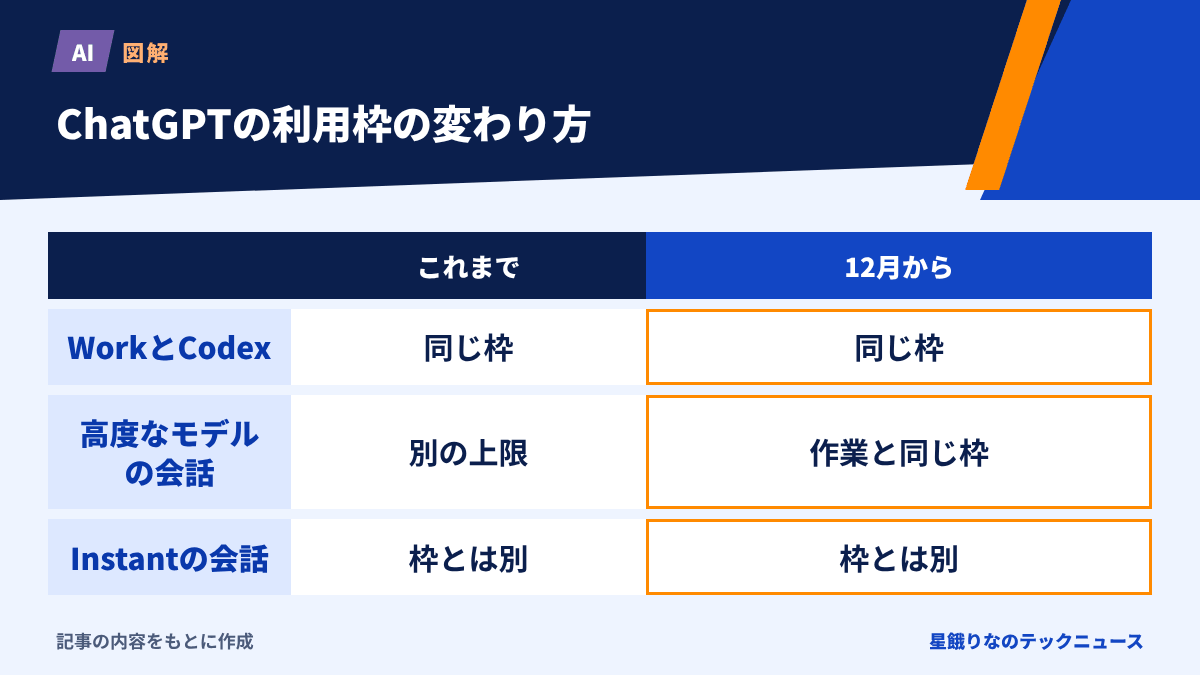 AI 図解
ChatGPTの利用枠の変わり方
これまで 12月から
WorkとCodex 同じ枠 同じ枠
高度なモデル
の会話
別の上限 作業と同じ枠
Instantの会話 枠とは別 枠とは別
記事の内容をもとに作成 星餓りなのテックニュース